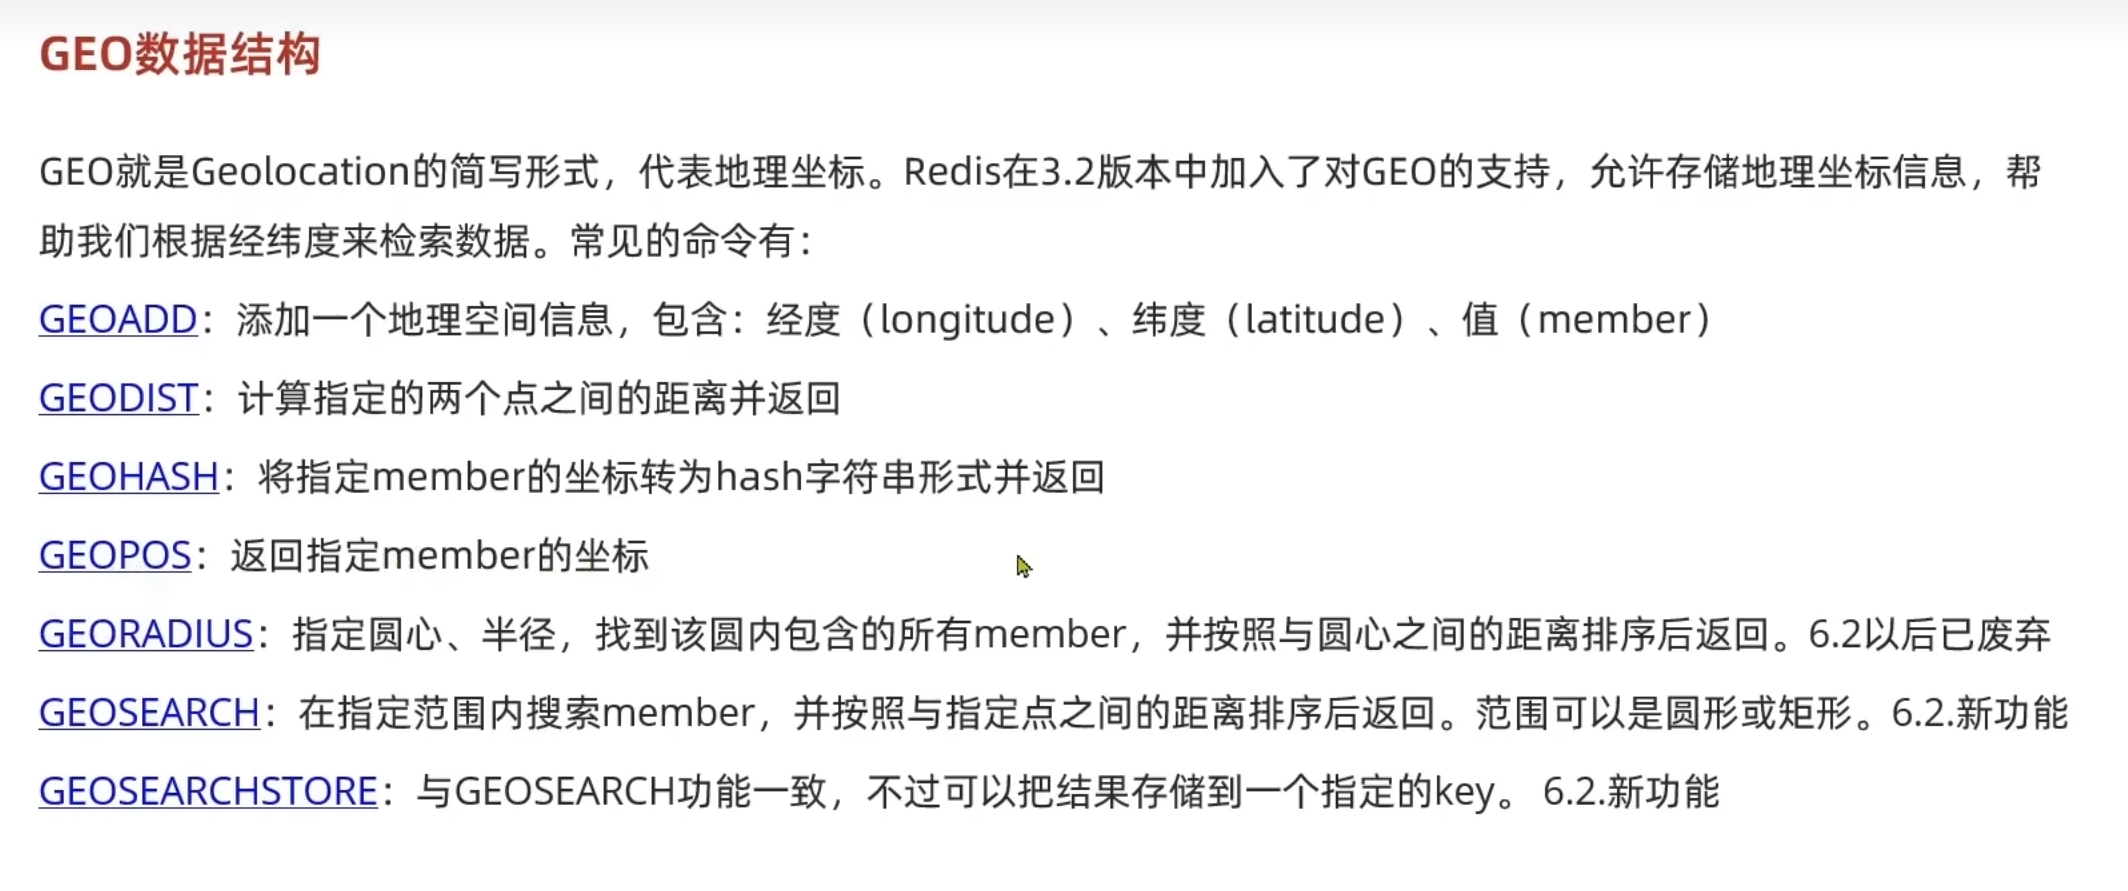 GEO数据结构
GEO就是Geolocation的简写形式，代表地理坐标。Redis在3.2版本中加入了对GEO的支持，允许存储地理坐标信息，帮
助我们根据经纬度来检索数据。常见的命令有：
GEOADD：添加一个地理空间信息，包含：经度（longitude）、纬度（latitude）、值（member）
GEODIST：计算指定的两个点之间的距离并返回
GEOHASH：将指定member的坐标转为hash字符串形式并返回
GEOPOS：返回指定member的坐标
GEORADIUS：指定圆心、半径，找到该圆内包含的所有member，并按照与圆心之间的距离排序后返回。6.2以后已废弃
GEOSEARCH：在指定范围内搜索member，并按照与指定点之间的距离排序后返回。范围可以是圆形或矩形。6.2.新功能
GEOSEARCHSTORE：与GEOSEARCH功能一致，不过可以把结果存储到一个指定的key。 6.2.新功能